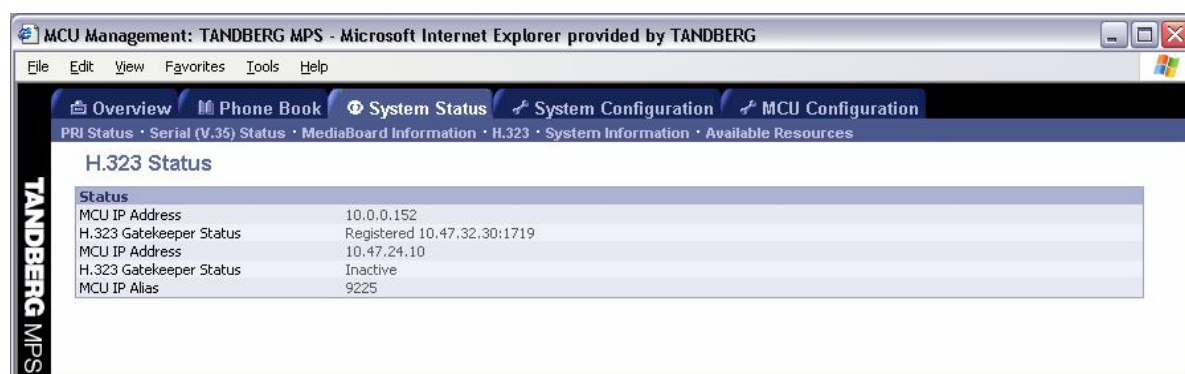 MCU Management: TANDBERG MPS - Microsoft Internet Explorer provided by TANDBERG
File Edit View Favorites Tools Help
Overview Phone Book System Status System Configuration MCU Configuration
PRI Status · Serial (V.35) Status · MediaBoard Information · H.323 · System Information · Available Resources
H.323 Status
Status
MCU IP Address 10.0.0.152
H.323 Gatekeeper Status Registered 10.47.32.30:1719
MCU IP Address 10.47.24.10
H.323 Gatekeeper Status Inactive
MCU IP Alias 9225
TANDBERG MPS